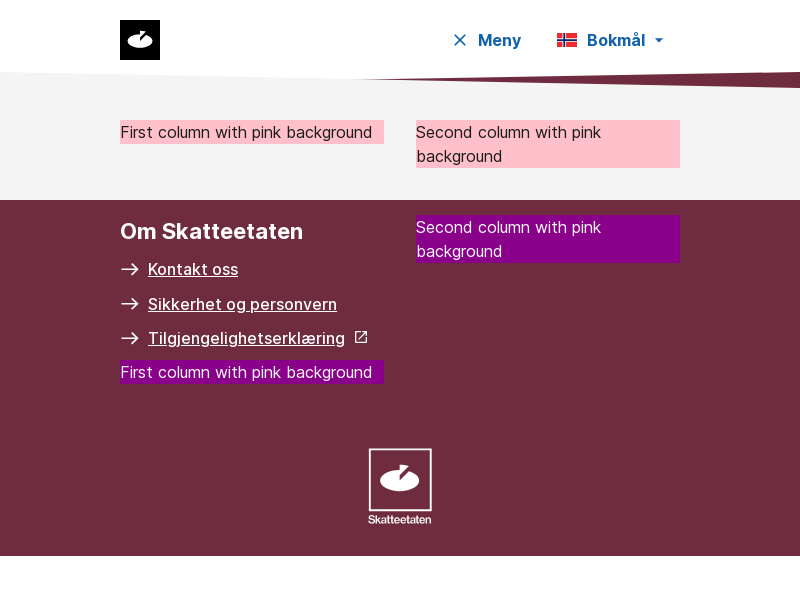 Meny
Bokmål
First column with pink background
Second column with pink
background
Om Skatteetaten
Kontakt oss
Sikkerhet og personvern
Tilgjengelighetserklæring
First column with pink background
Second column with pink
background
Skatteetaten